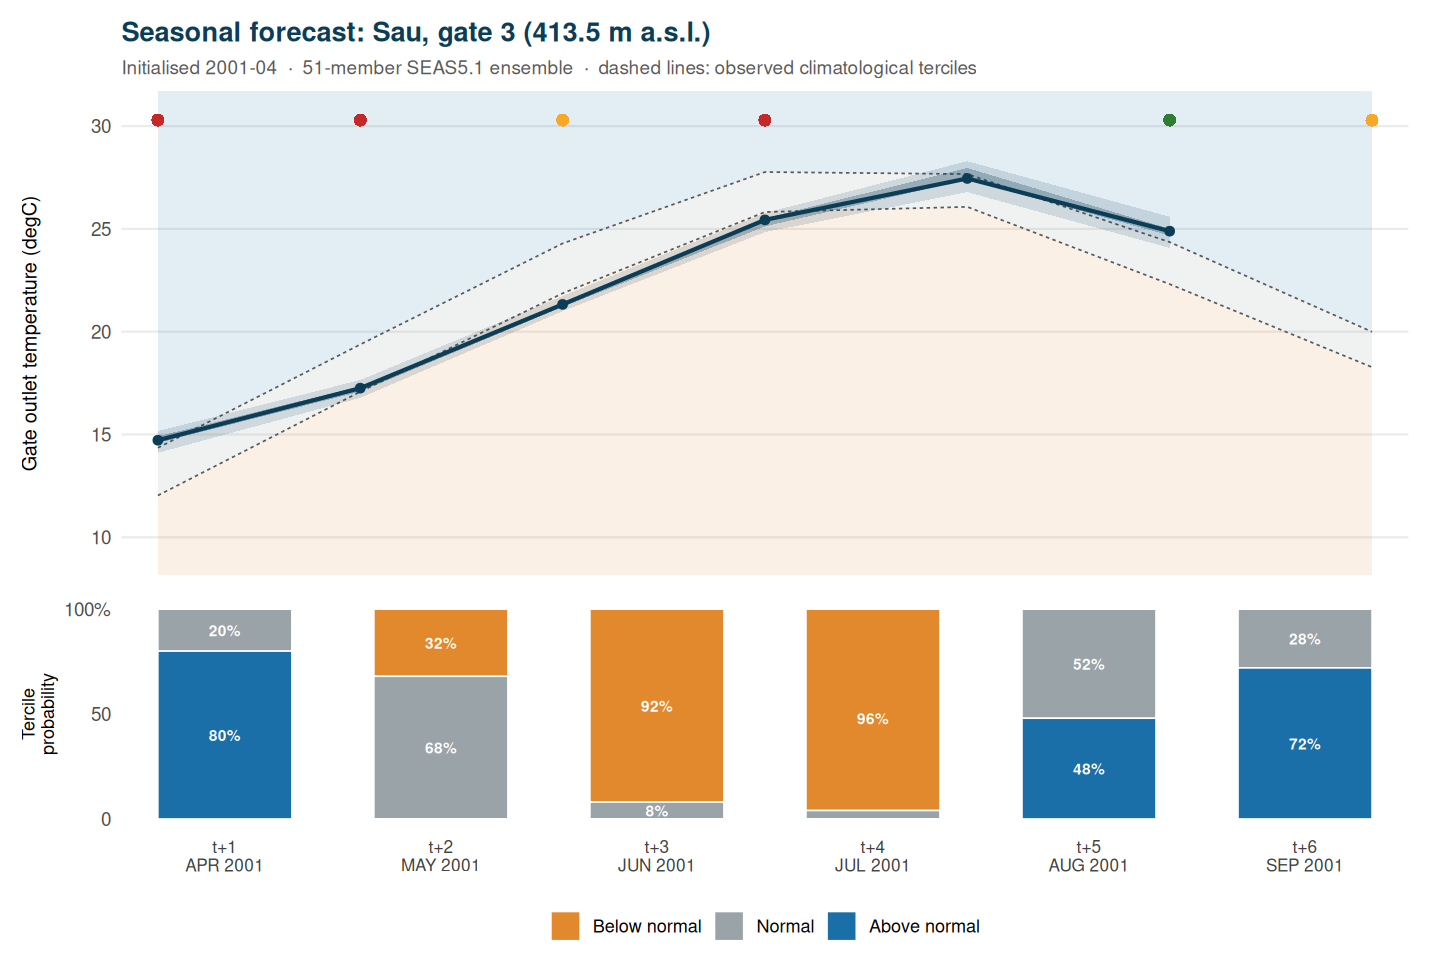 Seasonal forecast: Sau, gate 3 (413.5 m a.s.l.)
Initialised 2001-04 · 51-member SEAS5.1 ensemble · dashed lines: observed climatological terciles
Gate outlet temperature (degC)
30
25
20
15
10
Tercile
probability
100%
50
0
20%
80%
32%
68%
92%
8%
96%
52%
48%
28%
72%
t+1
APR 2001
t+2
MAY 2001
t+3
JUN 2001
t+4
JUL 2001
t+5
AUG 2001
t+6
SEP 2001
Below normal
Normal
Above normal